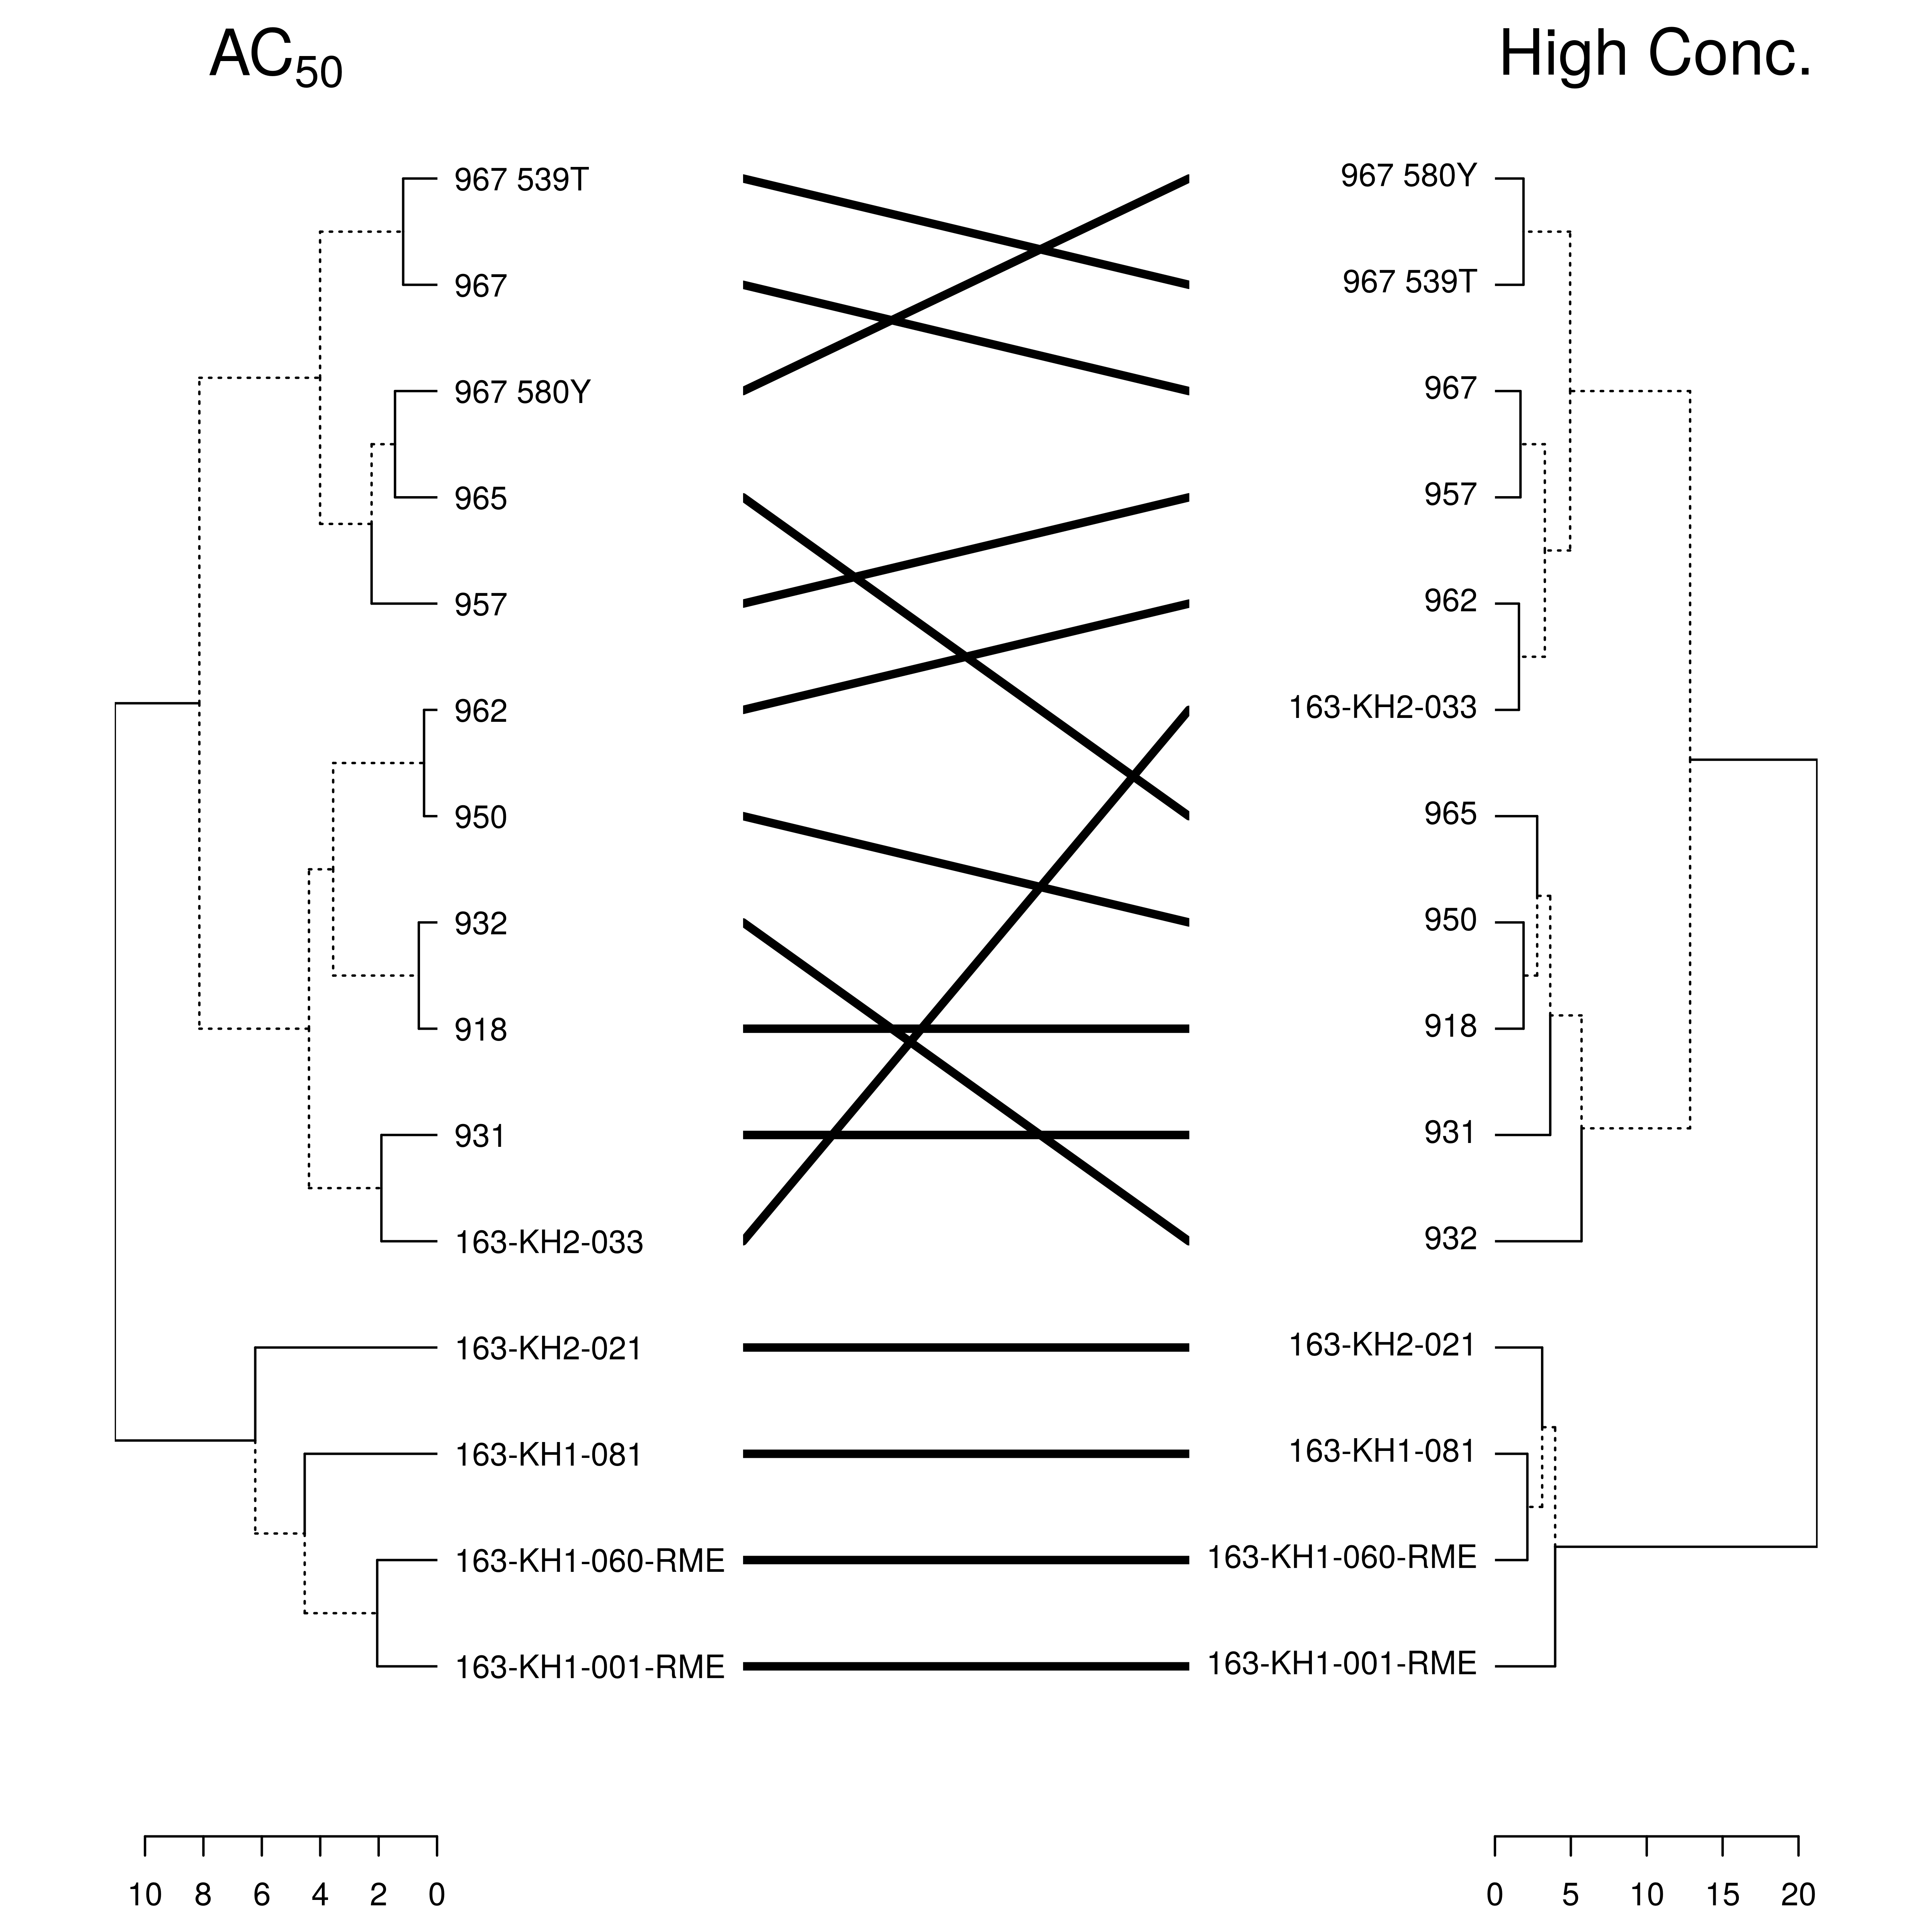 AC50 High Conc.
967 539T 967 580Y
967 967 539T
967 580Y 967
965 957
957 962
962 163-KH2-033
950 965
932 950
918 918
931 931
163-KH2-033 932
163-KH2-021 163-KH2-021
163-KH1-081 163-KH1-081
163-KH1-060-RME 163-KH1-060-RME
163-KH1-001-RME 163-KH1-001-RME
10 8 6 4 2 0 0 5 10 15 20